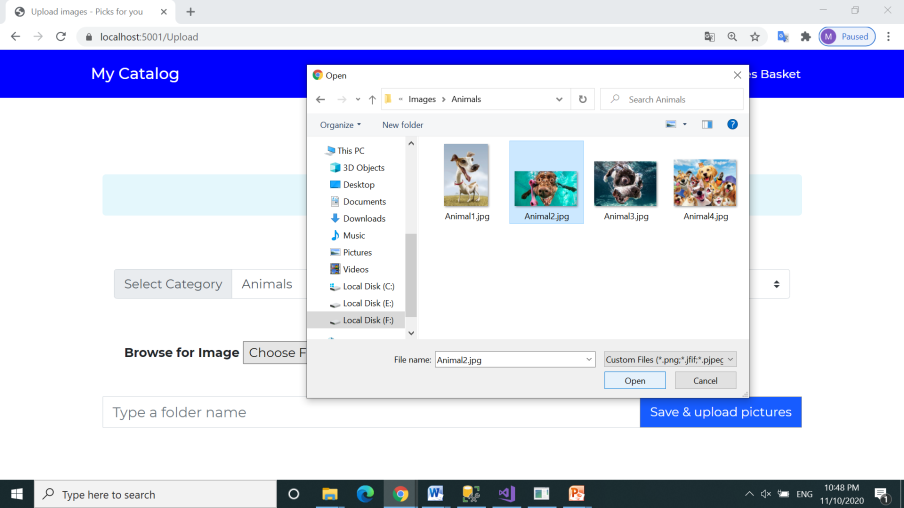 Upload images - Picks for you
localhost:5001/Upload
M Paused
My Catalog
es Basket
Open
« Images > Animals
Search Animals
Organize
New folder
This PC
3D Objects
Desktop
Documents
Downloads
Music
Pictures
Videos
Local Disk (C:)
Local Disk (E:)
Local Disk (F:)
Animal1.jpg
Animal2.jpg
Animal3.jpg
Animal4.jpg
File name: Animal2.jpg
Custom Files (*.png;*.jfif;*.pjpeg
Open
Cancel
Select Category Animals
Browse for Image Choose F
Type a folder name
Save & upload pictures
Type here to search
ENG
10:48 PM
11/10/2020
1